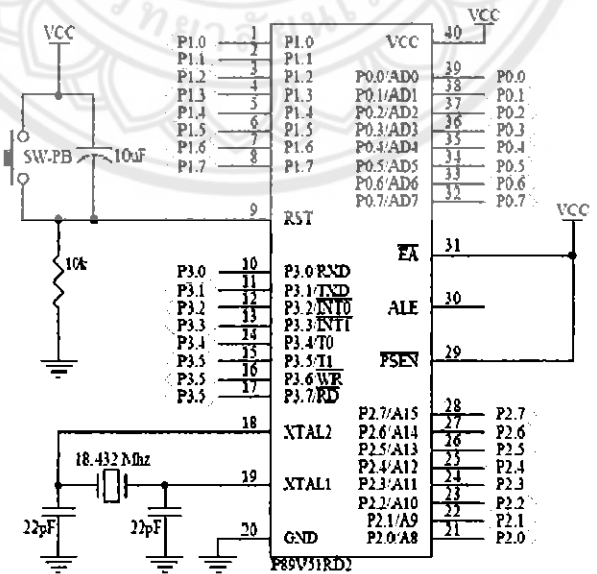 VCC
VCC
P1.0 1 P1.0 VCC 40
P1.1 2 P1.1
P1.2 3 P1.2 P0.0/AD0 39 P0.0
P1.3 4 P1.3 P0.1/AD1 38 P0.1
P1.4 5 P1.4 P0.2/AD2 37 P0.2
P1.5 6 P1.5 P0.3/AD3 36 P0.3
P1.6 7 P1.6 P0.4/AD4 35 P0.4
P1.7 8 P1.7 P0.5/AD5 34 P0.5
P0.6/AD6 33 P0.6
P0.7/AD7 32 P0.7
SW-PB 10uF
9 RST
VCC
10k
EA 31
P3.0 10 P3.0/RXD
P3.1 11 P3.1/TXD
P3.2 12 P3.2/INT0 ALE 30
P3.3 13 P3.3/INT1
P3.4 14 P3.4/T0
P3.5 15 P3.5/T1 PSEN 29
P3.5 16 P3.6/WR
P3.5 17 P3.7/RD
18 XTAL2
P2.7/A15 28 P2.7
P2.6/A14 27 P2.6
P2.5/A13 26 P2.5
P2.4/A12 25 P2.4
18.432 Mhz
19 XTAL1 P2.3/A11 24 P2.3
P2.2/A10 23 P2.2
P2.1/A9 22 P2.1
22pF 22pF
20 GND P2.0/A8 21 P2.0
P89V51RD2